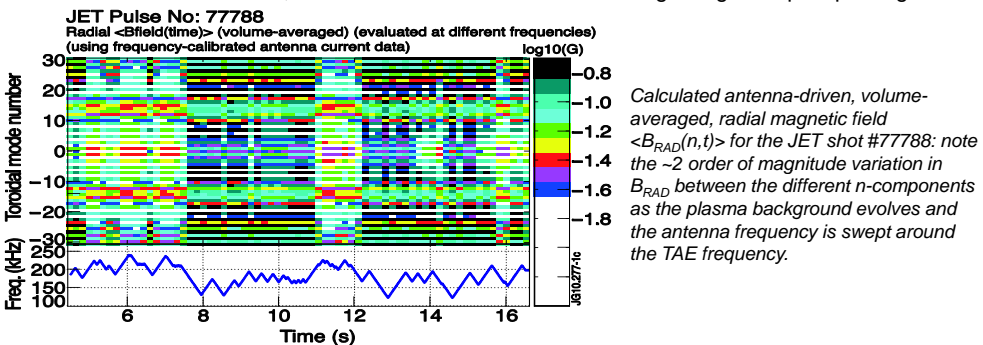 JET Pulse No: 77788
Radial <Bfield(time)> (volume-averaged) (evaluated at different frequencies)
(using frequency-calibrated antenna current data)
log10(G)
30
20
10
0
−10
−20
−30
Toroidal mode number
−0.8
−1.0
−1.2
−1.4
−1.6
−1.8
250
200
150
100
Freq. (kHz)
6 8 10 12 14 16
Time (s)
JG10.277-1c
Calculated antenna-driven, volume-
averaged, radial magnetic field
<B_RAD(n,t)> for the JET shot #77788: note
the ~2 order of magnitude variation in
B_RAD between the different n-components
as the plasma background evolves and
the antenna frequency is swept around
the TAE frequency.